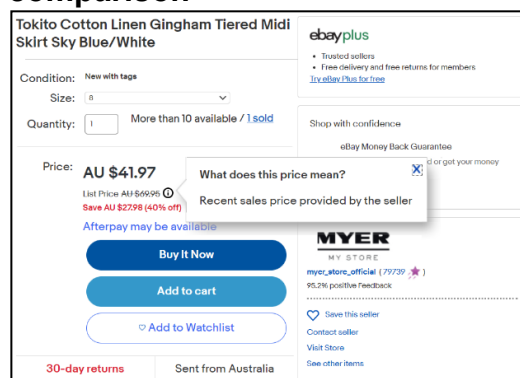 comparison
Tokito Cotton Linen Gingham Tiered Midi
Skirt Sky Blue/White
Condition: New with tags
Size: 8
Quantity: 1 More than 10 available / 1 sold
Price: AU $41.97
List Price AU $69.95
Save AU $27.98 (40% off)
What does this price mean?
X
Recent sales price provided by the seller
Afterpay may be available
Buy It Now
Add to cart
Add to Watchlist
30-day returns
Sent from Australia
ebayplus
• Trusted sellers
• Free delivery and free returns for members
Try eBay Plus for free
Shop with confidence
eBay Money Back Guarantee
d or get your money
MYER
MY STORE
myer_store_official (79739)
95.2% positive Feedback
Save this seller
Contact seller
Visit Store
See other items